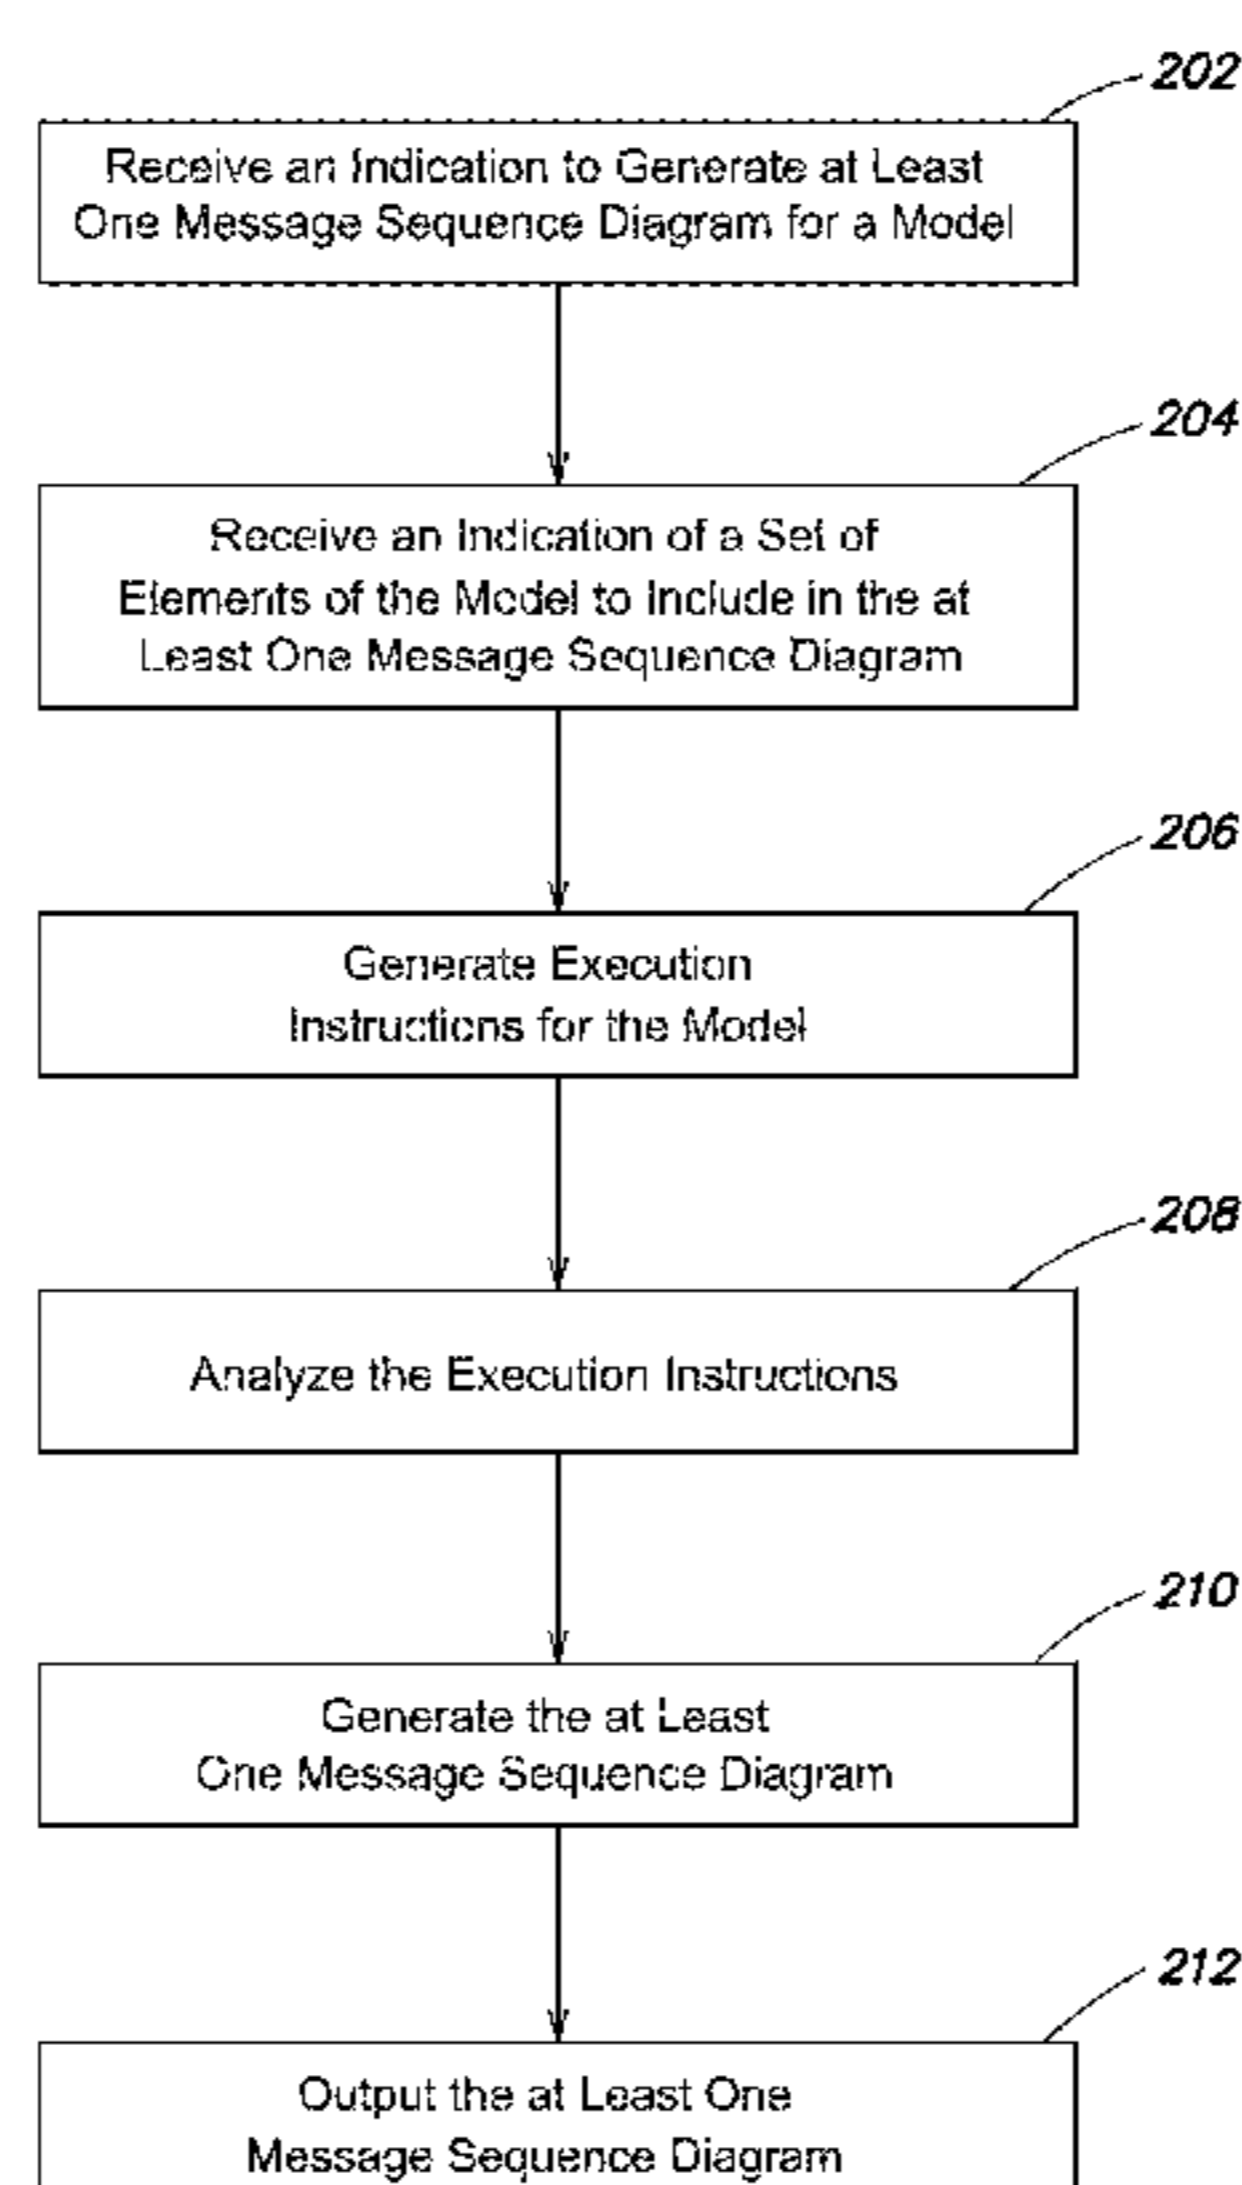 202
Receive an Indication to Generate at Least
One Message Sequence Diagram for a Model
204
Receive an Indication of a Set of
Elements of the Model to Include in the at
Least One Message Sequence Diagram
206
Generate Execution
Instructions for the Model
208
Analyze the Execution Instructions
210
Generate the at Least
One Message Sequence Diagram
212
Output the at Least One
Message Sequence Diagram